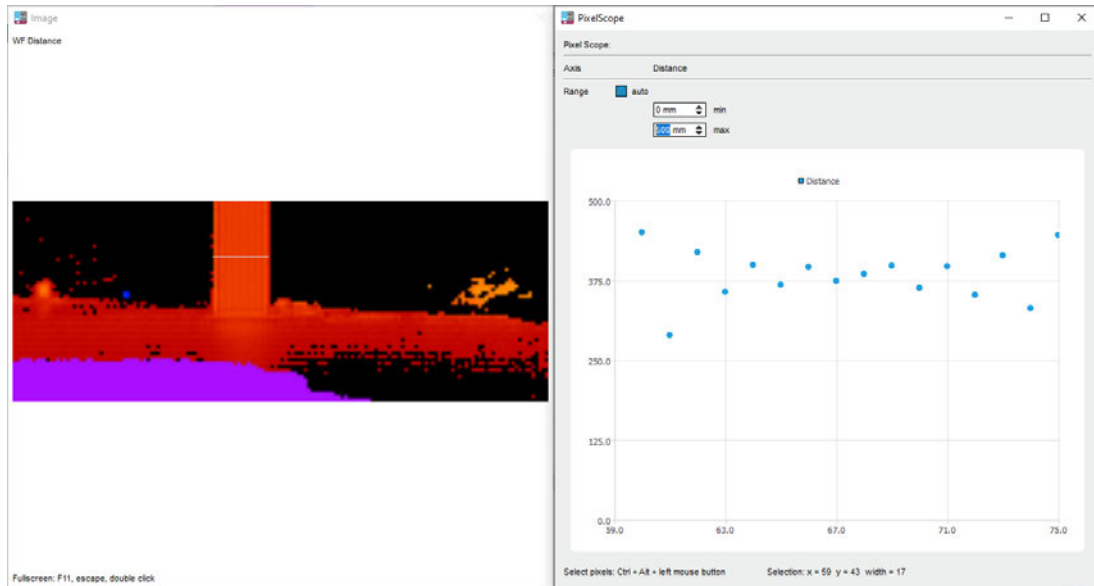 Image
WF Distance
Fullscreen: F11, escape, double click
PixelScope
Pixel Scope:
Axis Distance
Range auto
0 mm min
500 mm max
Distance
500.0
375.0
250.0
125.0
0.0
59.0 63.0 67.0 71.0 75.0
Select pixels: Ctrl + Alt + left mouse button Selection: x = 59 y = 43 width = 17